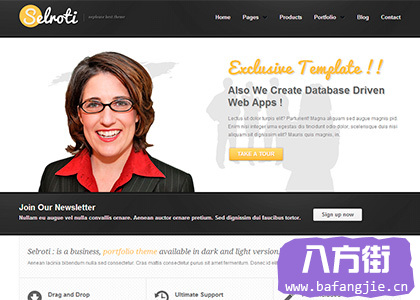 Selroti
Home Pages Products Portfolio Blog Contact
Exclusive Template ! !
Also We Create Database Driven
Web Apps !
TAKE A TOUR
Join Our Newsletter
Nullam eu augue vel nulla convallis ornare. Aenean auctor ornare pretium. Sed dignissim dui faucibus tortor.
Sign up now
Selroti : is a business, portfolio theme available in dark and light version
八方街
www.bafangjie.cn
Drag and Drop
Ultimate Support